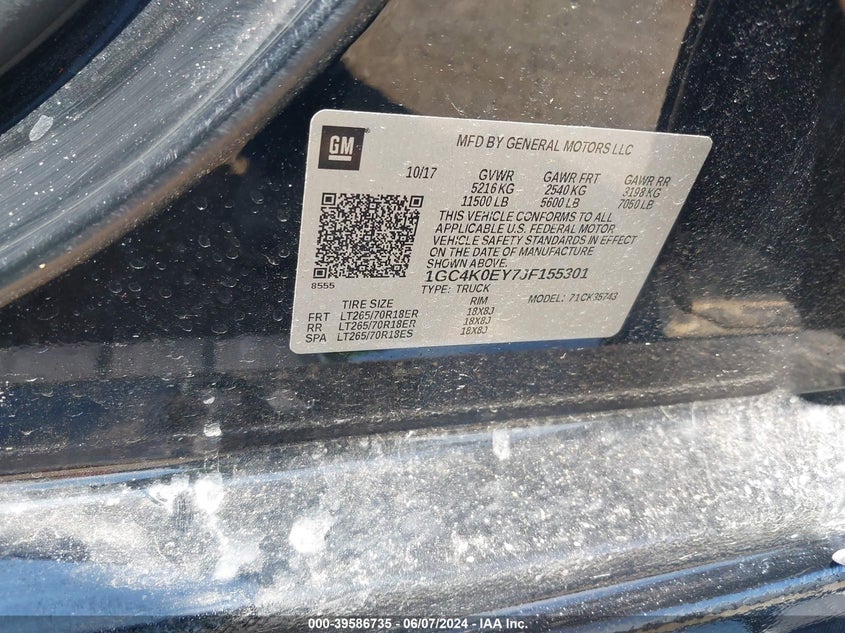 GM
MFD BY GENERAL MOTORS LLC
10/17 GVWR GAWR FRT GAWR RR
5216 KG 2540 KG 3198 KG
11500 LB 5600 LB 7050 LB
THIS VEHICLE CONFORMS TO ALL
APPLICABLE U.S. FEDERAL MOTOR
VEHICLE SAFETY STANDARDS IN EFFECT
ON THE DATE OF MANUFACTURE
SHOWN ABOVE.
8555
1GC4K0EY7JF155301
TYPE: TRUCK MODEL: 71CK35743
TIRE SIZE RIM
FRT LT265/70R18ER 18X8J
RR LT265/70R18ER 18X8J
SPA LT265/70R18ES 18X8J
000-39586735 - 06/07/2024 - IAA Inc.